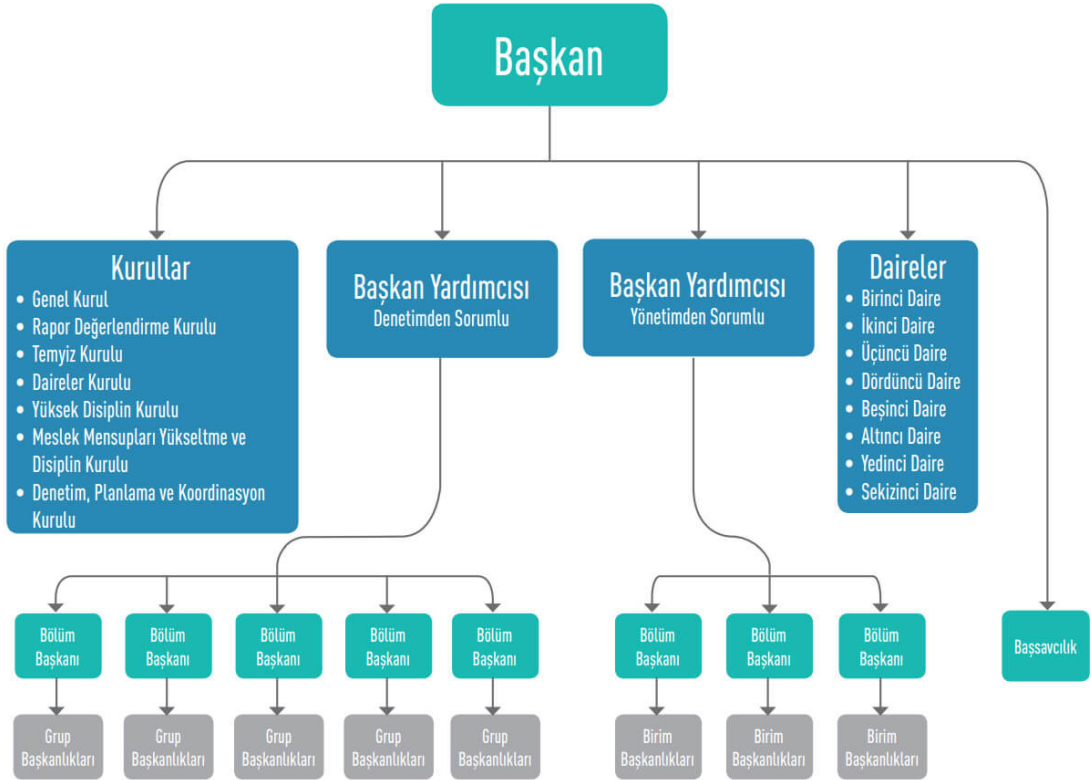 Başkan
Kurullar
• Genel Kurul
• Rapor Değerlendirme Kurulu
• Temyiz Kurulu
• Daireler Kurulu
• Yüksek Disiplin Kurulu
• Meslek Mensupları Yükseltme ve
Disiplin Kurulu
• Denetim, Planlama ve Koordinasyon
Kurulu
Başkan Yardımcısı
Denetimden Sorumlu
Başkan Yardımcısı
Yönetimden Sorumlu
Daireler
• Birinci Daire
• İkinci Daire
• Üçüncü Daire
• Dördüncü Daire
• Beşinci Daire
• Altıncı Daire
• Yedinci Daire
• Sekizinci Daire
Bölüm
Başkanı
Bölüm
Başkanı
Bölüm
Başkanı
Bölüm
Başkanı
Bölüm
Başkanı
Bölüm
Başkanı
Bölüm
Başkanı
Bölüm
Başkanı
Başsavcılık
Grup
Başkanlıkları
Grup
Başkanlıkları
Grup
Başkanlıkları
Grup
Başkanlıkları
Grup
Başkanlıkları
Birim
Başkanlıkları
Birim
Başkanlıkları
Birim
Başkanlıkları